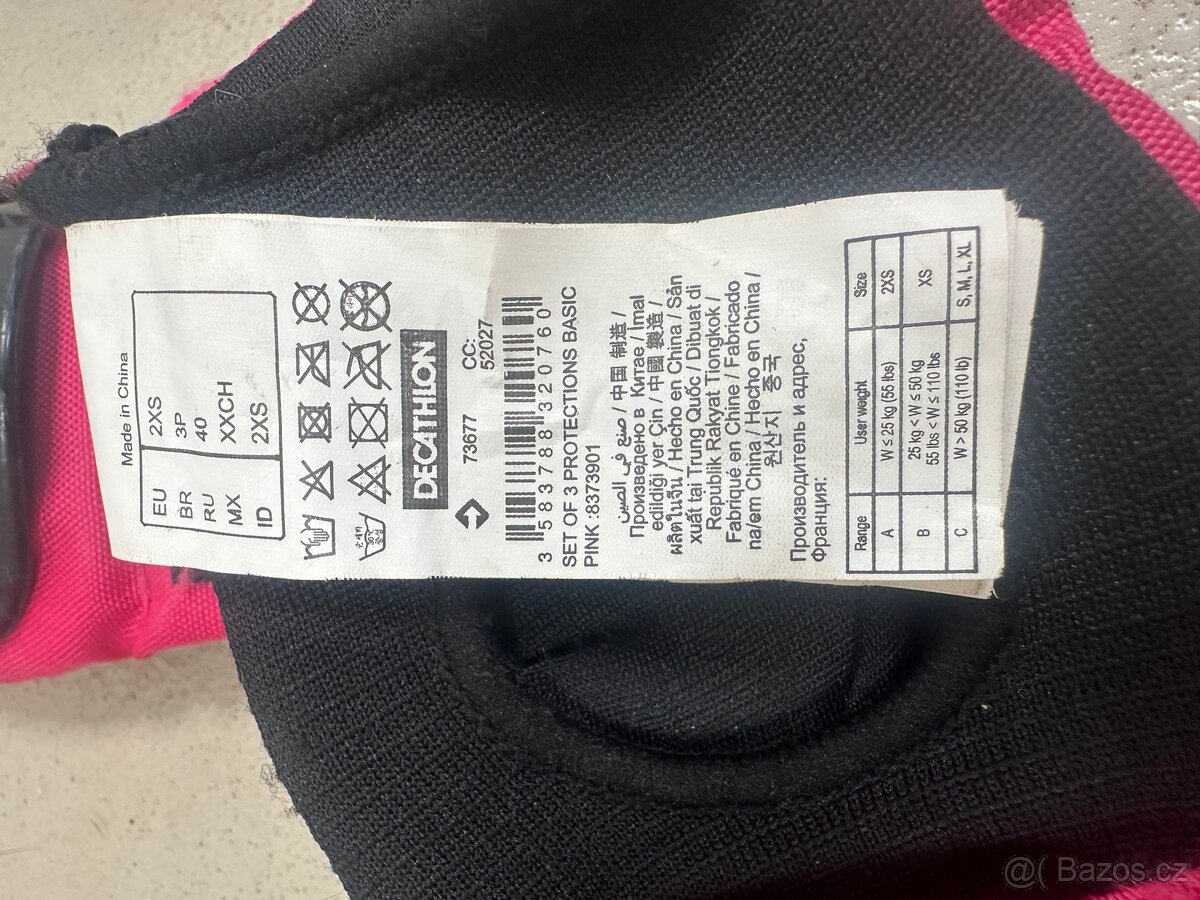 Made in China
EU 2XS
BR 3P
RU 40
MX XXCH
ID 2XS
DECATHLON
73677
CC:
52027
3 583788 320760
SET OF 3 PROTECTIONS BASIC
PINK :8373901
صنع في الصين / 中国 制造 /
Произведено в Китае / İmal
edildiği yer Çin / 中國 製造 /
ผลิตในจีน / Hecho en China / Sản
xuất tại Trung Quốc / Dibuat di
Republik Rakyat Tiongkok /
Fabriqué en Chine / Fabricado
na/em China / Hecho en China /
원산지 중국
Производитель и адрес,
Франция:
Range User weight Size
A W ≤ 25 kg (55 lbs) 2XS
B 25 kg < W ≤ 50 kg XS
55 lbs < W ≤ 110 lbs
C W > 50 kg (110 lb) S, M, L, XL
@( Bazos.cz